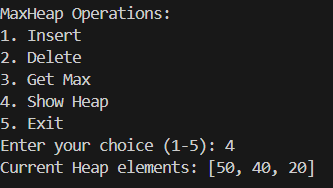 MaxHeap Operations:
1. Insert
2. Delete
3. Get Max
4. Show Heap
5. Exit
Enter your choice (1-5): 4
Current Heap elements: [50, 40, 20]